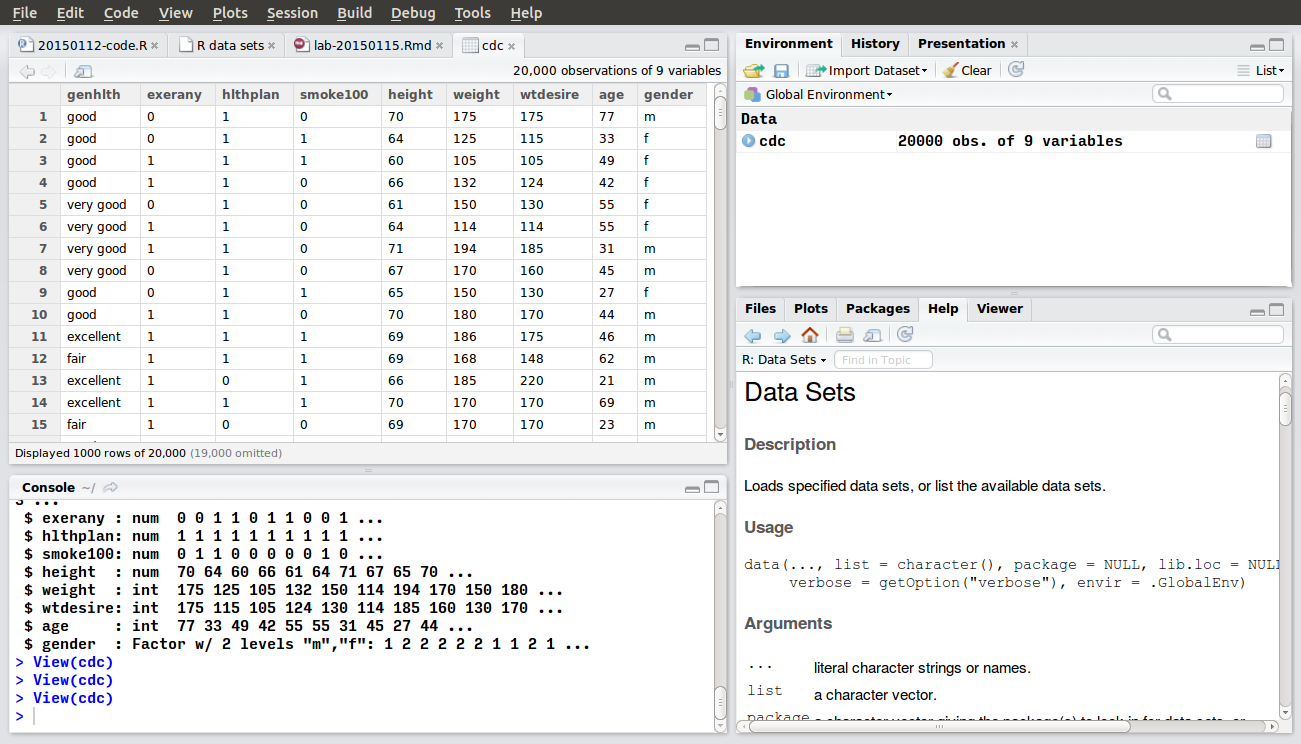 File Edit Code View Plots Session Build Debug Tools Help
20150112-code.R × R data sets × lab-20150115.Rmd × cdc ×
20,000 observations of 9 variables
genhlth exerany hlthplan smoke100 height weight wtdesire age gender
1 good 0 1 0 70 175 175 77 m
2 good 0 1 1 64 125 115 33 f
3 good 1 1 1 60 105 105 49 f
4 good 1 1 0 66 132 124 42 f
5 very good 0 1 0 61 150 130 55 f
6 very good 1 1 0 64 114 114 55 f
7 very good 1 1 0 71 194 185 31 m
8 very good 0 1 0 67 170 160 45 m
9 good 0 1 1 65 150 130 27 f
10 good 1 1 0 70 180 170 44 m
11 excellent 1 1 1 69 186 175 46 m
12 fair 1 1 1 69 168 148 62 m
13 excellent 1 0 1 66 185 220 21 m
14 excellent 1 1 1 70 170 170 69 m
15 fair 1 0 0 69 170 170 23 m
Displayed 1000 rows of 20,000 (19,000 omitted)
Console ~/
$ exerany : num 0 0 1 1 0 1 1 0 0 1 ...
$ hlthplan: num 1 1 1 1 1 1 1 1 1 1 ...
$ smoke100: num 0 1 1 0 0 0 0 0 1 0 ...
$ height : num 70 64 60 66 61 64 71 67 65 70 ...
$ weight : int 175 125 105 132 150 114 194 170 150 180 ...
$ wtdesire: int 175 115 105 124 130 114 185 160 130 170 ...
$ age : int 77 33 49 42 55 55 31 45 27 44 ...
$ gender : Factor w/ 2 levels "m","f": 1 2 2 2 2 2 1 1 2 1 ...
> View(cdc)
> View(cdc)
> View(cdc)
>
Environment History Presentation ×
Import Dataset Clear List
Global Environment
Data
cdc 20000 obs. of 9 variables
Files Plots Packages Help Viewer
R: Data Sets Find in Topic
Data Sets
Description
Loads specified data sets, or list the available data sets.
Usage
data(..., list = character(), package = NULL, lib.loc = NULL
verbose = getOption("verbose"), envir = .GlobalEnv)
Arguments
... literal character strings or names.
list a character vector.
package a character vector giving the package(s) to look in for data sets, or